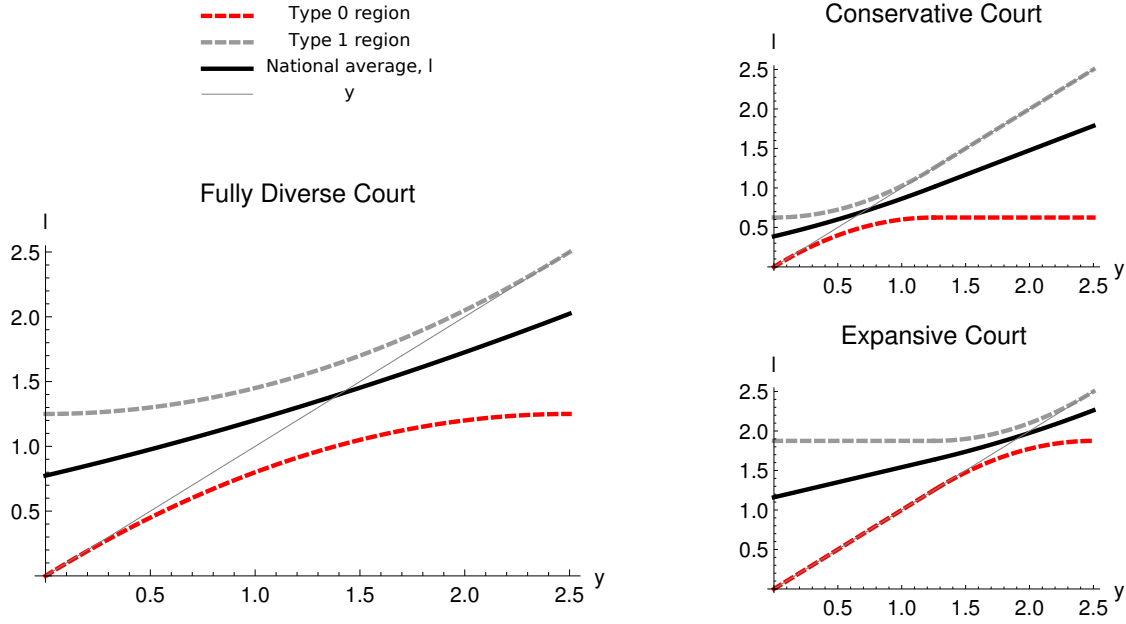 Type 0 region
Type 1 region
National average, l
y
Fully Diverse Court
l
2.5
2.0
1.5
1.0
0.5
0.5 1.0 1.5 2.0 2.5 y
Conservative Court
l
2.5
2.0
1.5
1.0
0.5
0.5 1.0 1.5 2.0 2.5 y
Expansive Court
l
2.5
2.0
1.5
1.0
0.5
0.5 1.0 1.5 2.0 2.5 y